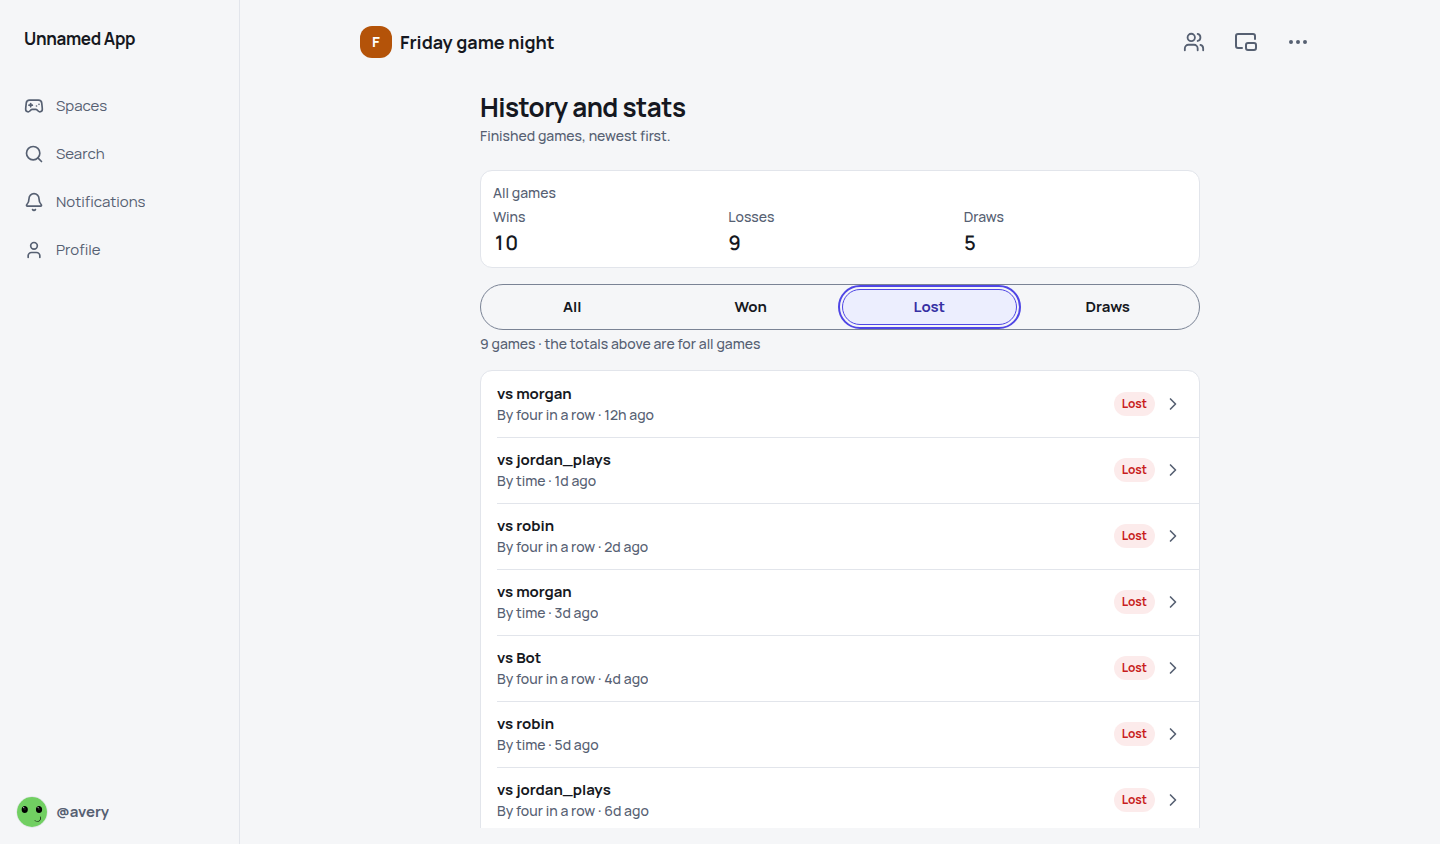 Unnamed App
Spaces
Search
Notifications
Profile
@avery
F
Friday game night
History and stats
Finished games, newest first.
All games
Wins
Losses
Draws
10
9
5
All
Won
Lost
Draws
9 games · the totals above are for all games
vs morgan
By four in a row · 12h ago
Lost
vs jordan_plays
By time · 1d ago
Lost
vs robin
By four in a row · 2d ago
Lost
vs morgan
By time · 3d ago
Lost
vs Bot
By four in a row · 4d ago
Lost
vs robin
By time · 5d ago
Lost
vs jordan_plays
By four in a row · 6d ago
Lost